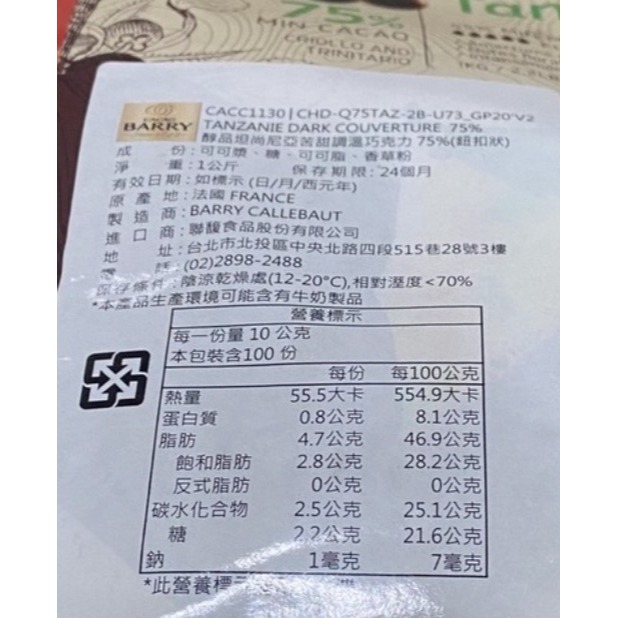 75%
MIN CACAO
CRIOLLO AND
TRINITARIO
Tan
CACAO
BARRY
CACC1130 | CHD-Q75TAZ-2B-U73_GP20'V2
TANZANIE DARK COUVERTURE 75%
醇品坦尚尼亞苦甜調溫巧克力 75%(鈕扣狀)
成 份:可可漿、糖、可可脂、香草粉
淨 重:1公斤 保存期限:24個月
有效日期:如標示 (日/月/西元年)
原 產 地:法國 FRANCE
製 造 商:BARRY CALLEBAUT
進 口 商:聯馥食品股份有限公司
地 址:台北市北投區中央北路四段515巷28號3樓
電 話:(02)2898-2488
保存條件:陰涼乾燥處(12-20°C),相對溼度<70%
*本產品生產環境可能含有牛奶製品
營養標示
每一份量 10 公克
本包裝含100 份
每份 每100公克
熱量 55.5大卡 554.9大卡
蛋白質 0.8公克 8.1公克
脂肪 4.7公克 46.9公克
飽和脂肪 2.8公克 28.2公克
反式脂肪 0公克 0公克
碳水化合物 2.5公克 25.1公克
糖 2.2公克 21.6公克
鈉 1毫克 7毫克
*此營養標示